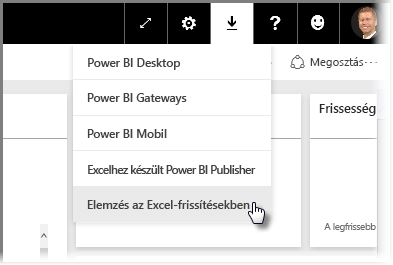 Power BI Desktop
Megosztás···
Power BI Gateways
Frissesség
Power BI Mobil
Excelhez készült Power BI Publisher
Elemzés az Excel-frissítésekben
A legfrissebb